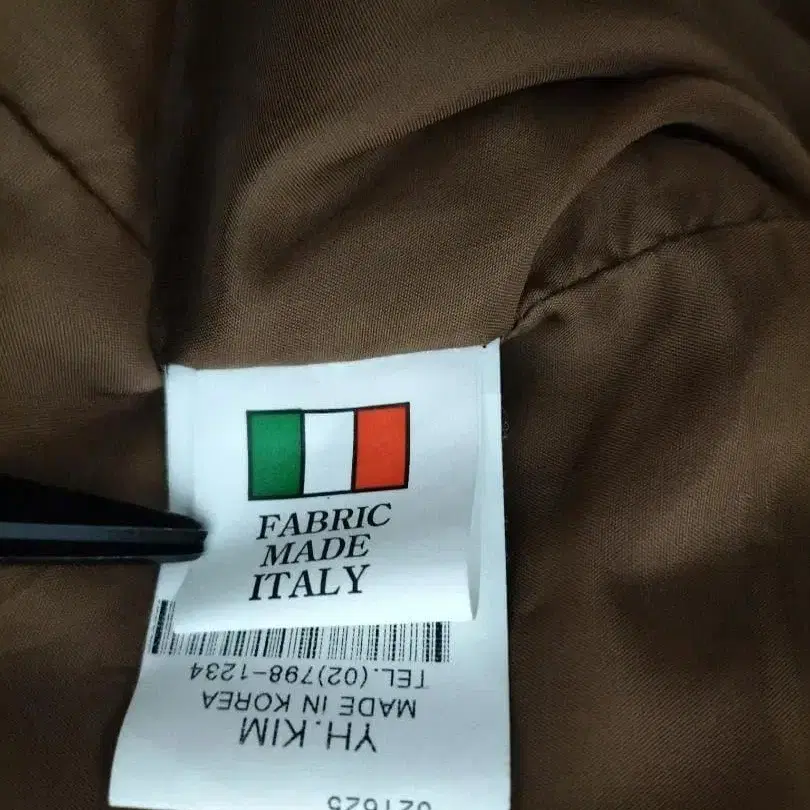 FABRIC
MADE
ITALY
TEL.(02)798-1234
MADE IN KOREA
YH.KIM